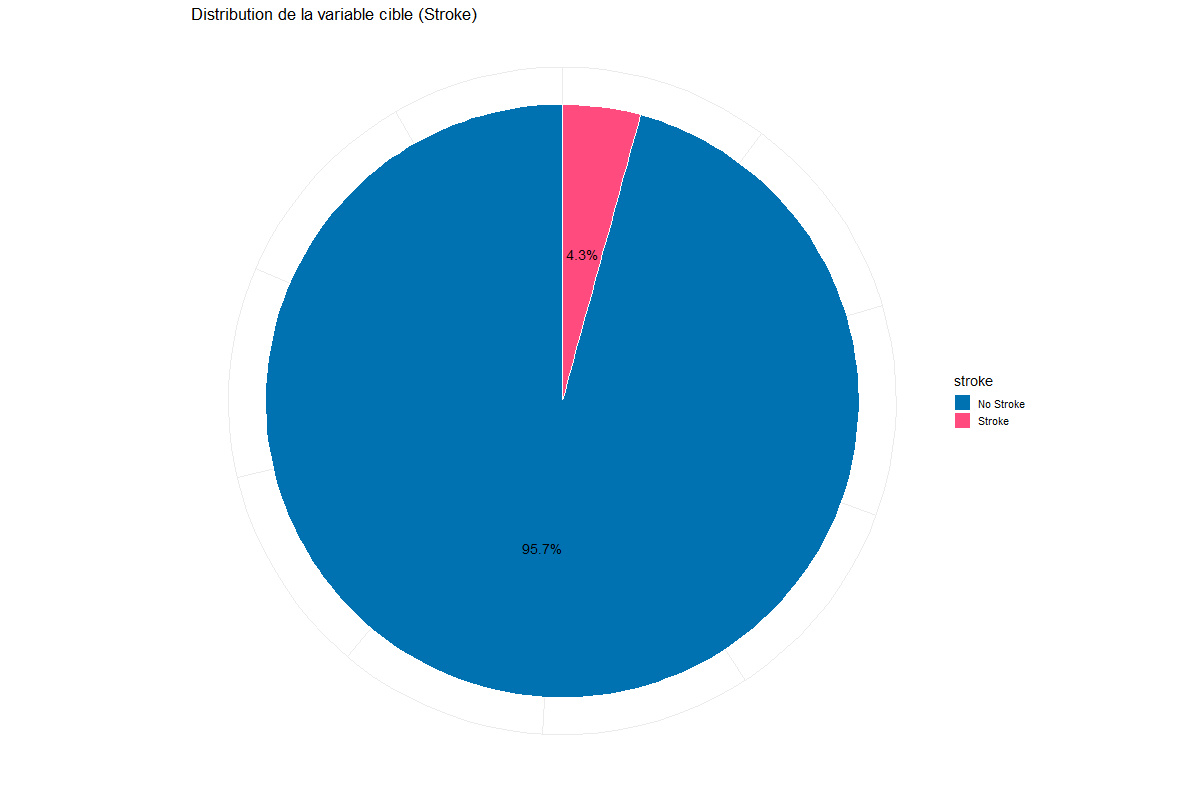 Distribution de la variable cible (Stroke)
4.3%
95.7%
stroke
No Stroke
Stroke